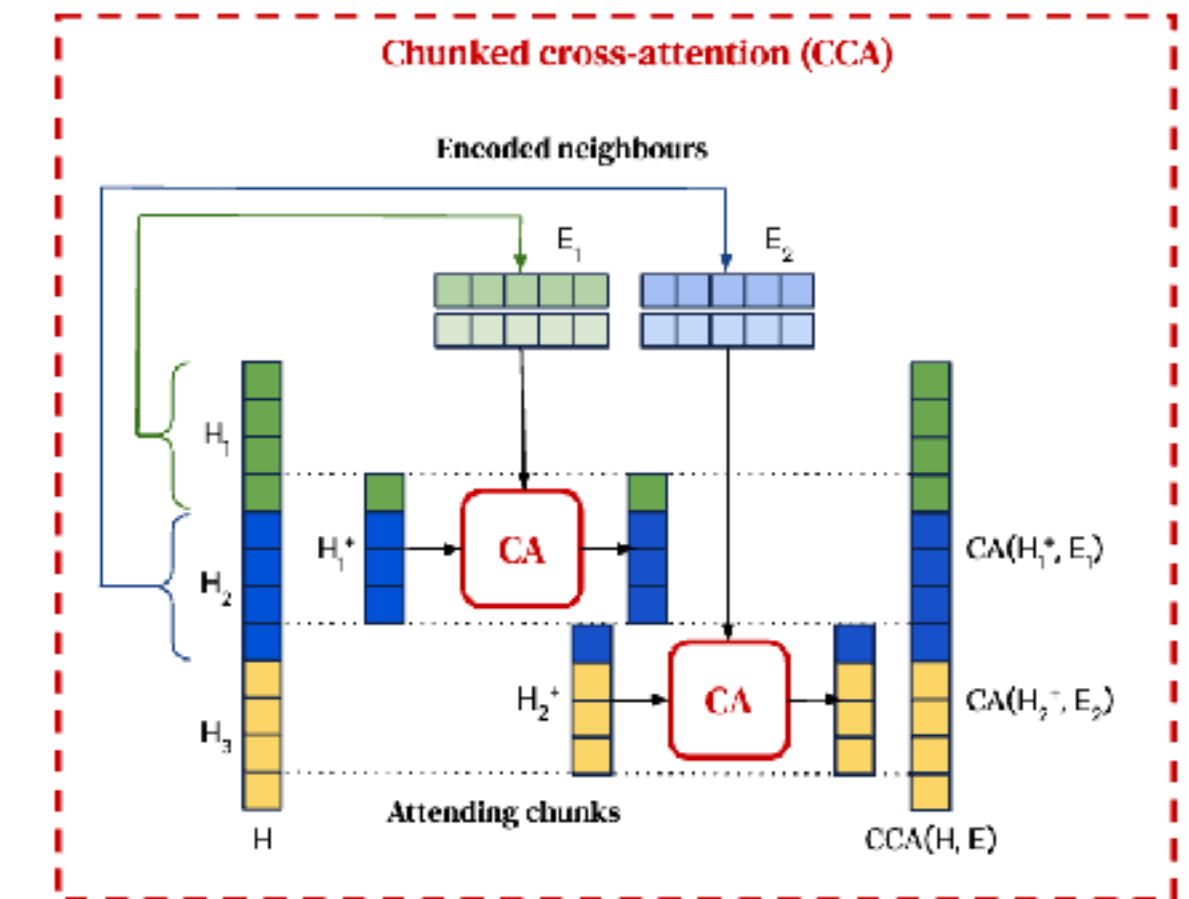 Chunked cross-attention (CCA)
Encoded neighbours
E₁ E₂
H₁
H₁⁺ CA CA(H₁⁺, E₁)
H₂
H₂⁺ CA CA(H₂⁺, E₂)
H₃
Attending chunks
H CCA(H, E)